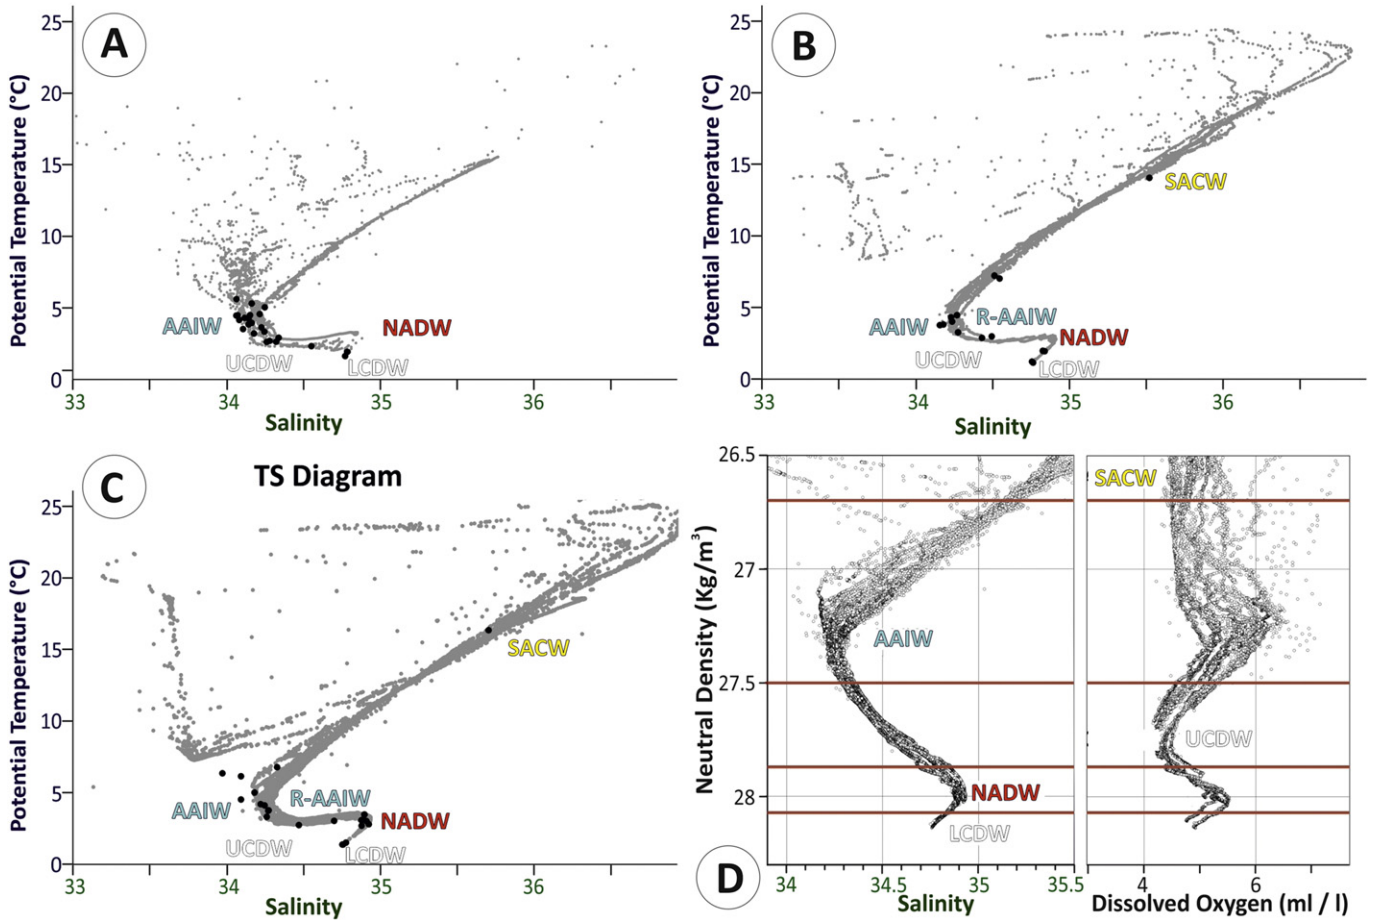 A
Potential Temperature (°C)
25
20
15
10
5
0
AAIW
NADW
UCDW
LCDW
33
34
35
36
Salinity
B
Potential Temperature (°C)
25
20
15
10
5
0
SACW
AAIW
R-AAIW
NADW
UCDW
LCDW
33
34
35
36
Salinity
C
TS Diagram
Potential Temperature (°C)
25
20
15
10
5
0
SACW
AAIW
R-AAIW
NADW
UCDW
LCDW
33
34
35
36
Salinity
D
Neutral Density (Kg/m³)
26.5
27
27.5
28
AAIW
NADW
LCDW
34
34.5
35
35.5
Salinity
SACW
UCDW
4
6
Dissolved Oxygen (ml / l)